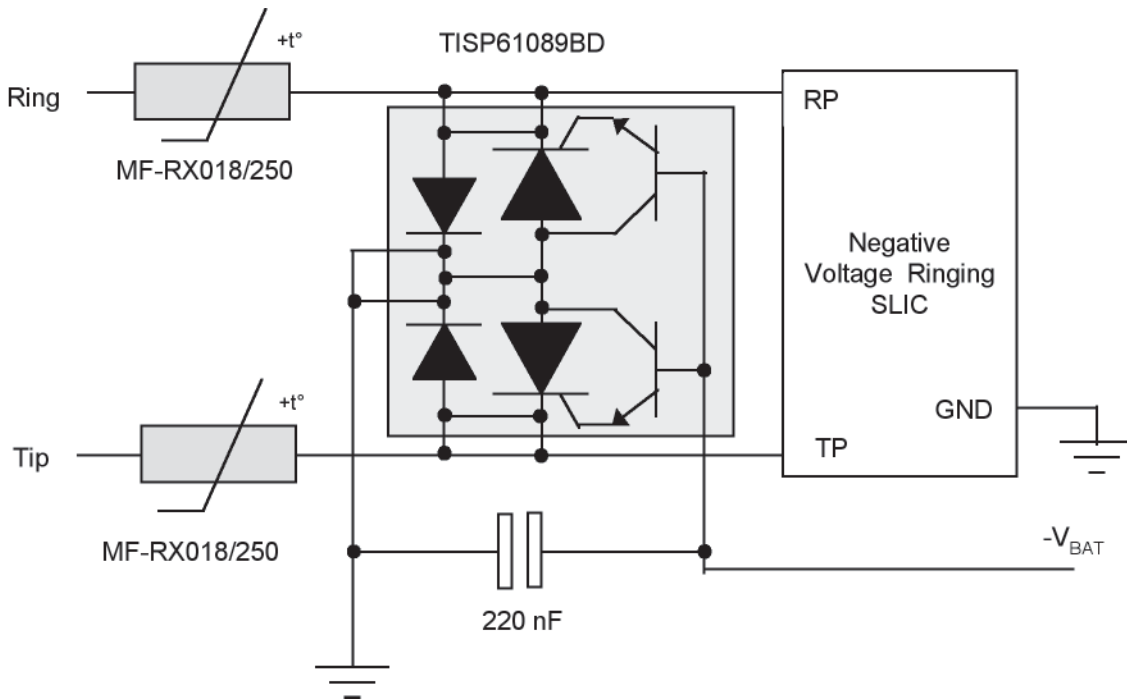 TISP61089BD
+t°
Ring
RP
MF-RX018/250
Negative
Voltage Ringing
SLIC
+t°
GND
Tip
TP
MF-RX018/250
-VBAT
220 nF